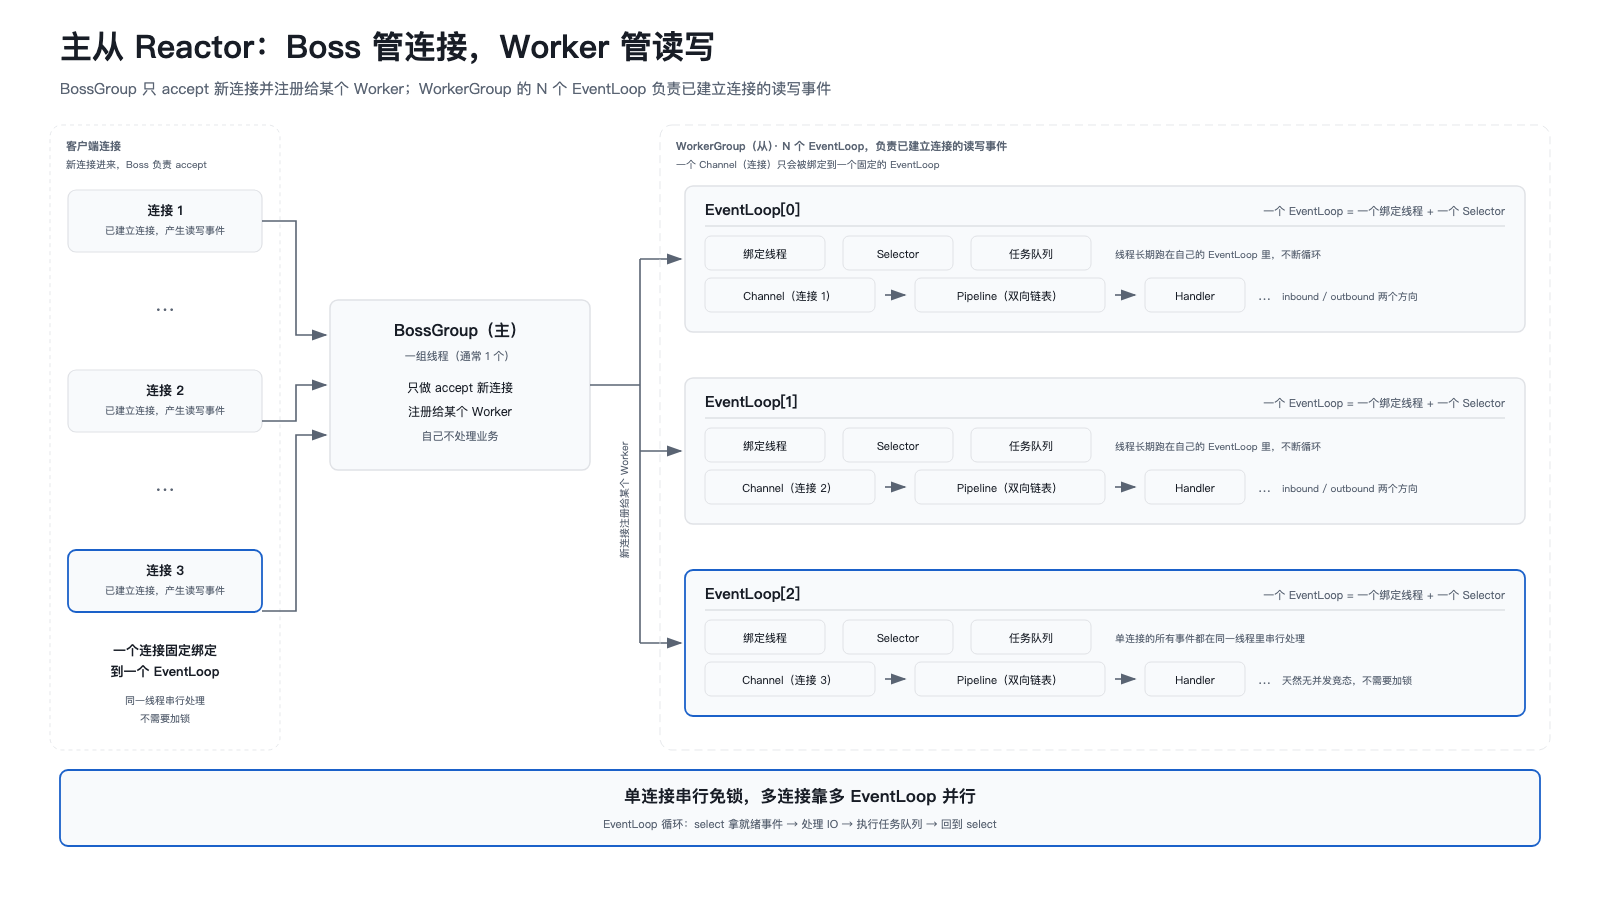 主从 Reactor：Boss 管连接，Worker 管读写
BossGroup 只 accept 新连接并注册给某个 Worker；WorkerGroup 的 N 个 EventLoop 负责已建立连接的读写事件
客户端连接
新连接进来，Boss 负责 accept
连接 1
已建立连接，产生读写事件
...
连接 2
已建立连接，产生读写事件
...
连接 3
已建立连接，产生读写事件
一个连接固定绑定
到一个 EventLoop
同一线程串行处理
不需要加锁
BossGroup（主）
一组线程（通常 1 个）
只做 accept 新连接
注册给某个 Worker
自己不处理业务
新连接注册给某个 Worker
WorkerGroup（从）· N 个 EventLoop，负责已建立连接的读写事件
一个 Channel（连接）只会被绑定到一个固定的 EventLoop
EventLoop[0]
一个 EventLoop = 一个绑定线程 + 一个 Selector
绑定线程
Selector
任务队列
线程长期跑在自己的 EventLoop 里，不断循环
Channel（连接 1）
Pipeline（双向链表）
Handler
... inbound / outbound 两个方向
EventLoop[1]
一个 EventLoop = 一个绑定线程 + 一个 Selector
绑定线程
Selector
任务队列
线程长期跑在自己的 EventLoop 里，不断循环
Channel（连接 2）
Pipeline（双向链表）
Handler
... inbound / outbound 两个方向
EventLoop[2]
一个 EventLoop = 一个绑定线程 + 一个 Selector
绑定线程
Selector
任务队列
单连接的所有事件都在同一线程里串行处理
Channel（连接 3）
Pipeline（双向链表）
Handler
... 天然无并发竞态，不需要加锁
单连接串行免锁，多连接靠多 EventLoop 并行
EventLoop 循环：select 拿就绪事件 → 处理 IO → 执行任务队列 → 回到 select